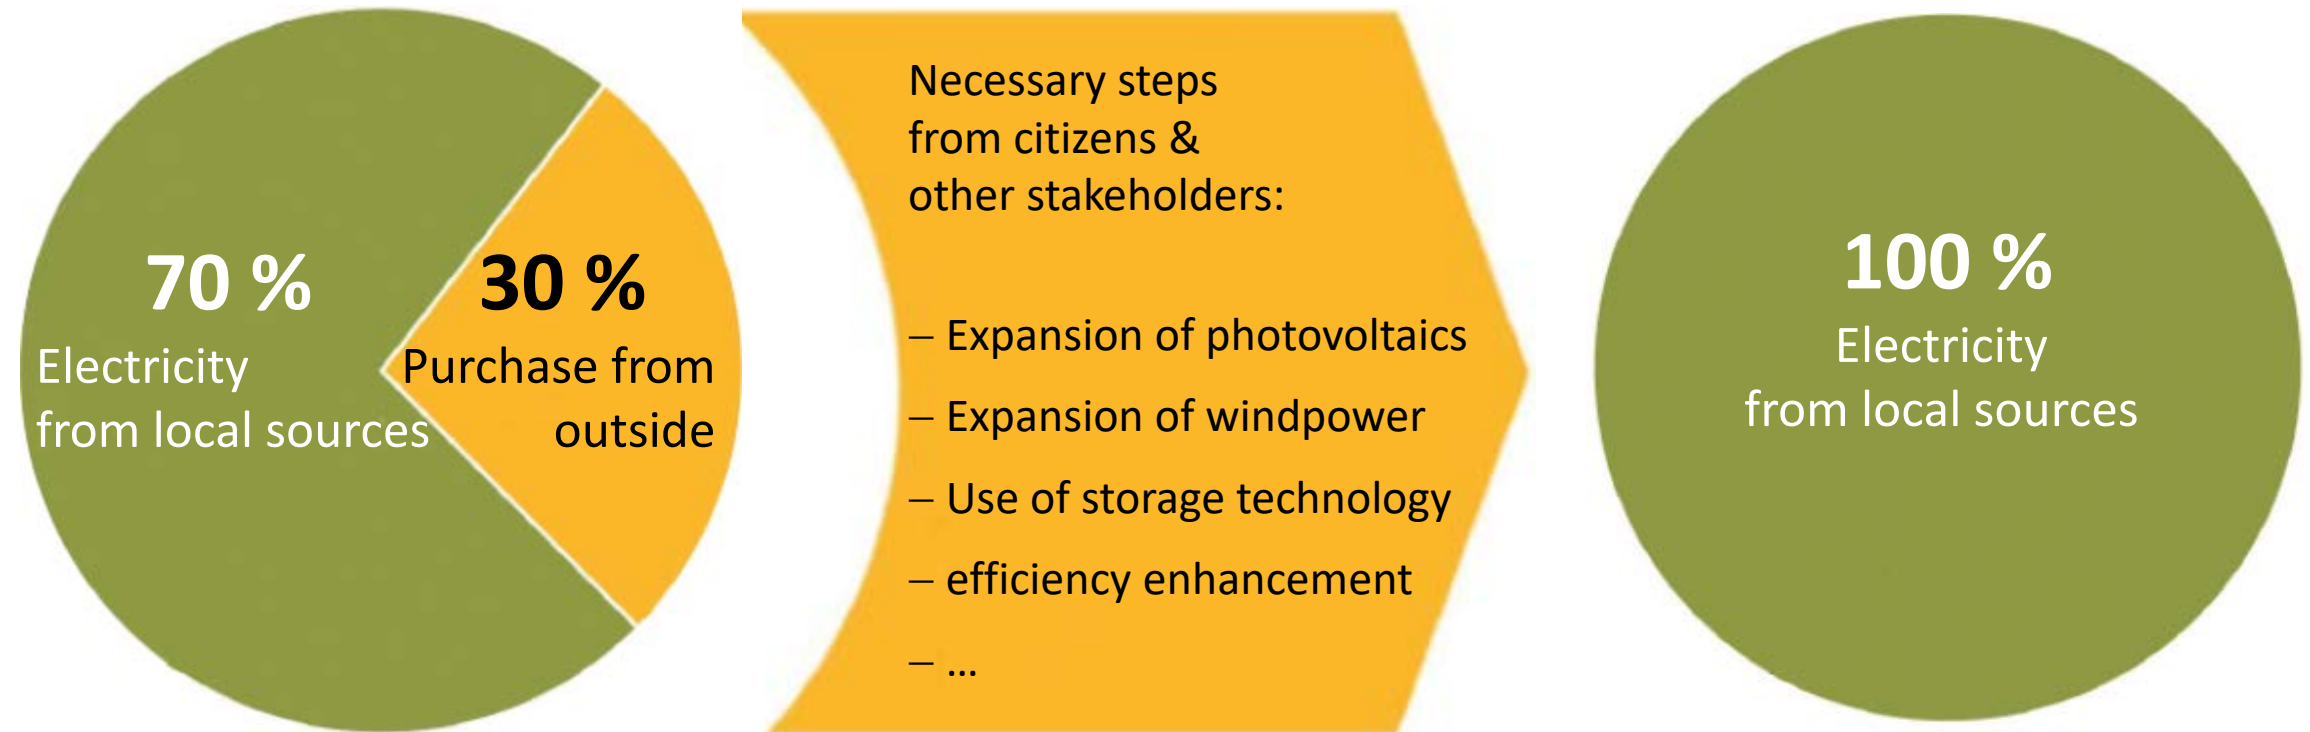 70 %
Electricity
from local sources
30 %
Purchase from
outside
Necessary steps
from citizens &
other stakeholders:
– Expansion of photovoltaics
– Expansion of windpower
– Use of storage technology
– efficiency enhancement
– ...
100 %
Electricity
from local sources